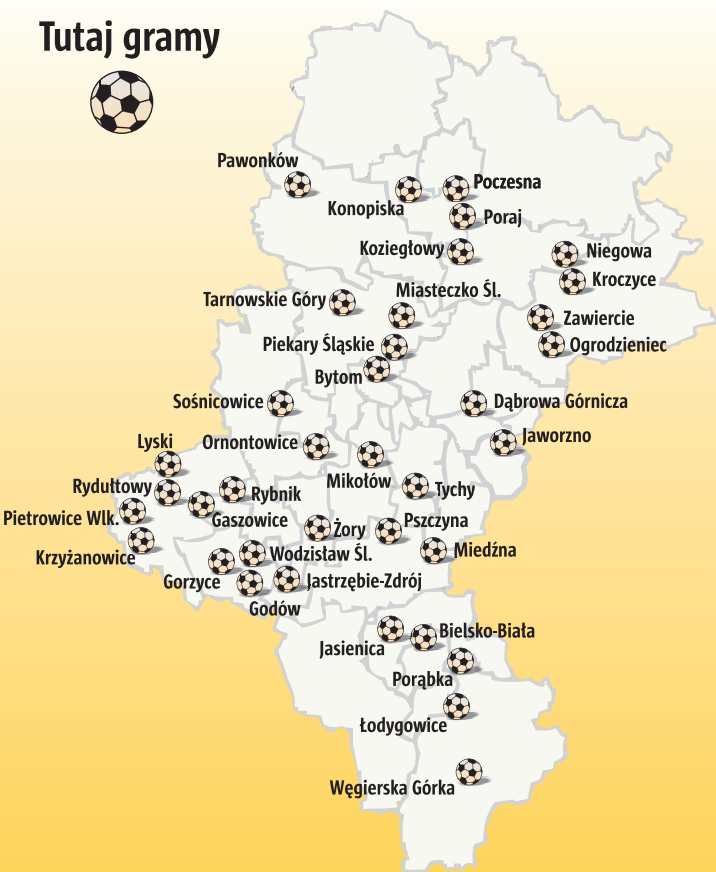 Tutaj gramy
Pawonków
Poczesna
Konopiska
Poraj
Koziegłowy
Niegowa
Kroczyce
Miasteczko Śl.
Tarnowskie Góry
Zawiercie
Piekary Śląskie
Ogrodzieniec
Bytom
Sośnicowice
Dąbrowa Górnicza
Jaworzno
Lyski
Ornontowice
Mikołów
Rydułtowy
Tychy
Rybnik
Pietrowice Wlk.
Gaszowice
Pszczyna
Żory
Krzyżanowice
Wodzisław Śl.
Miedźna
Gorzyce
Jastrzębie-Zdrój
Godów
Bielsko-Biała
Jasienica
Porąbka
Łodygowice
Węgierska Górka